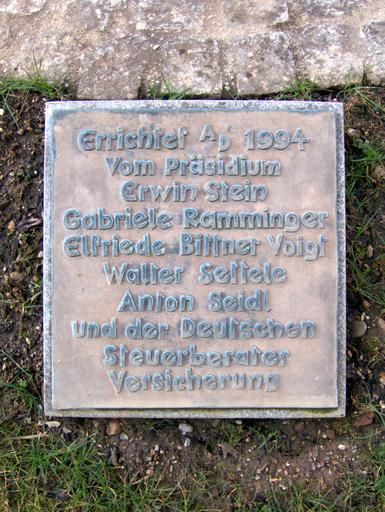 Errichtet AD 1994
Vom Präsidium
Erwin Stein
Gabriele Ramminger
Elfriede Bittner Voigt
Walter Settele
Anton Seidl
und der Deutschen
Steuerberater
Versicherung